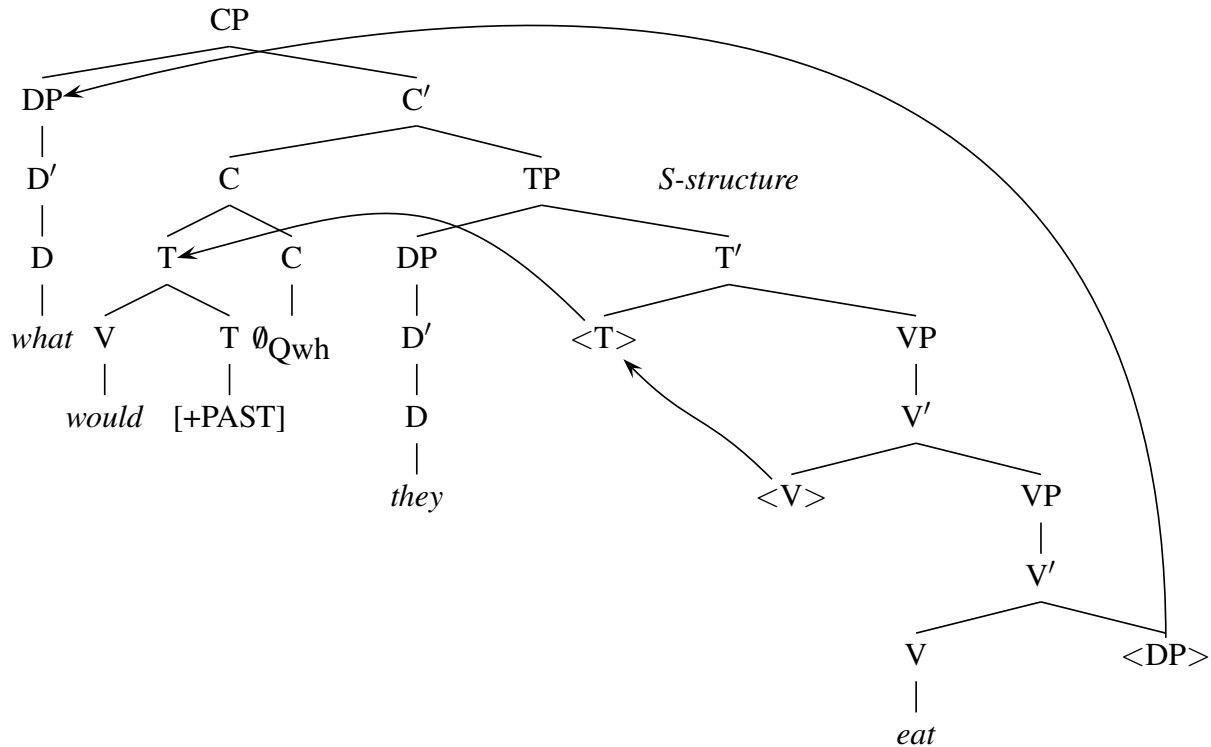 CP
DP C′
D′ C TP S-structure
D T C DP T′
what V T ∅Qwh D′ <T> VP
would [+PAST] D V′
they <V> VP
V′
V <DP>
eat